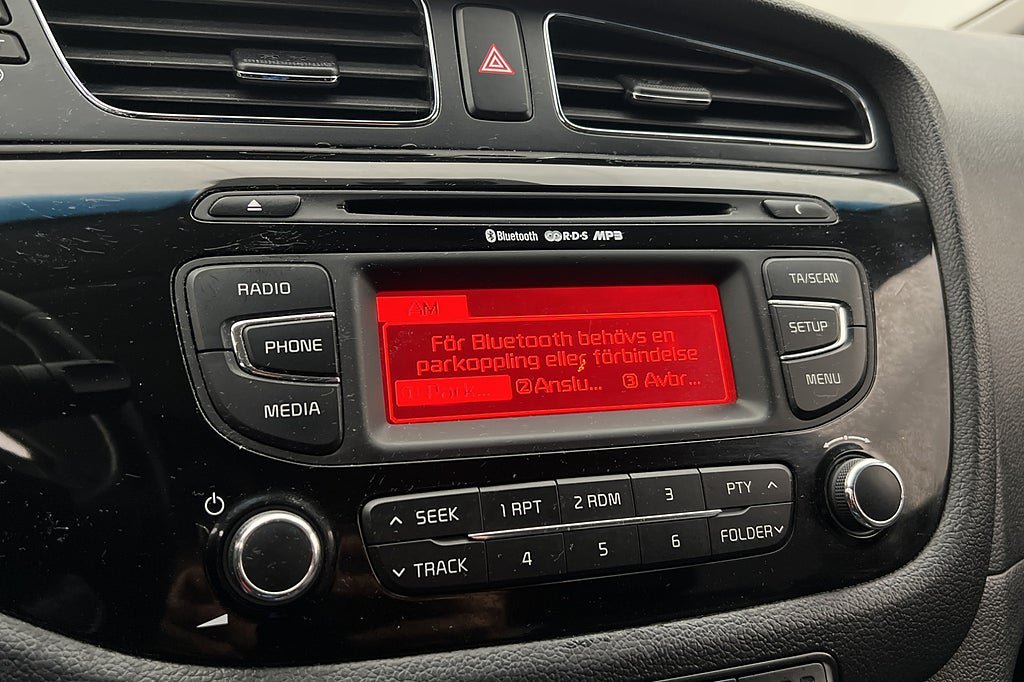 Bluetooth R·D·S MP3
RADIO
PHONE
MEDIA
TA/SCAN
SETUP
MENU
AM
För Bluetooth behövs en
parkoppling eller förbindelse
1 Park... 2 Anslu... 3 Avbr...
SEEK 1 RPT 2 RDM 3 PTY
TRACK 4 5 6 FOLDER